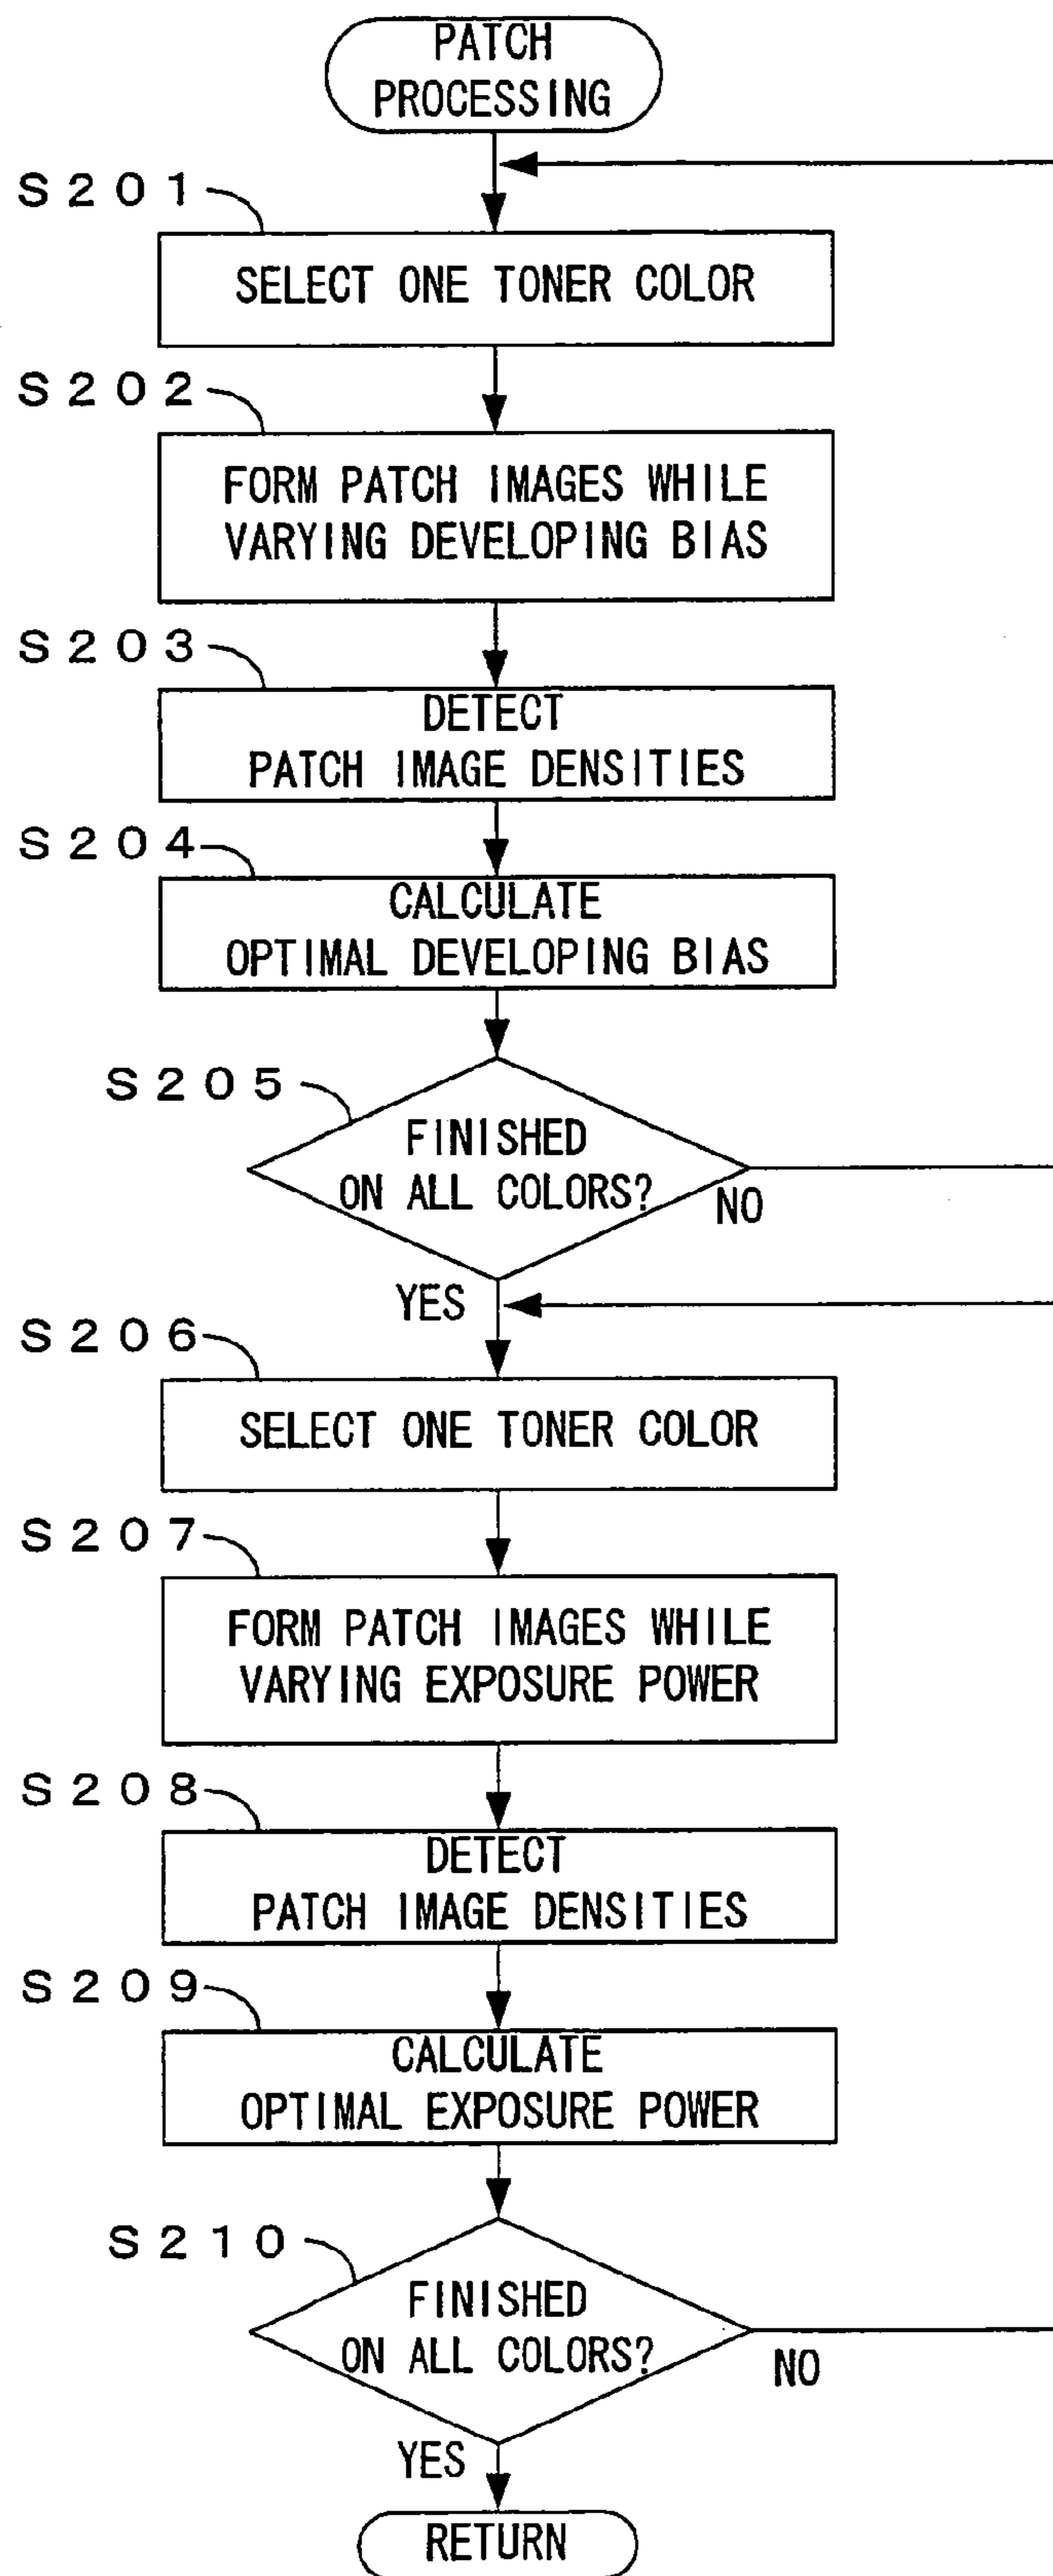 PATCH
PROCESSING
S201
SELECT ONE TONER COLOR
S202
FORM PATCH IMAGES WHILE
VARYING DEVELOPING BIAS
S203
DETECT
PATCH IMAGE DENSITIES
S204
CALCULATE
OPTIMAL DEVELOPING BIAS
S205
FINISHED
ON ALL COLORS?
NO
YES
S206
SELECT ONE TONER COLOR
S207
FORM PATCH IMAGES WHILE
VARYING EXPOSURE POWER
S208
DETECT
PATCH IMAGE DENSITIES
S209
CALCULATE
OPTIMAL EXPOSURE POWER
S210
FINISHED
ON ALL COLORS?
NO
YES
RETURN